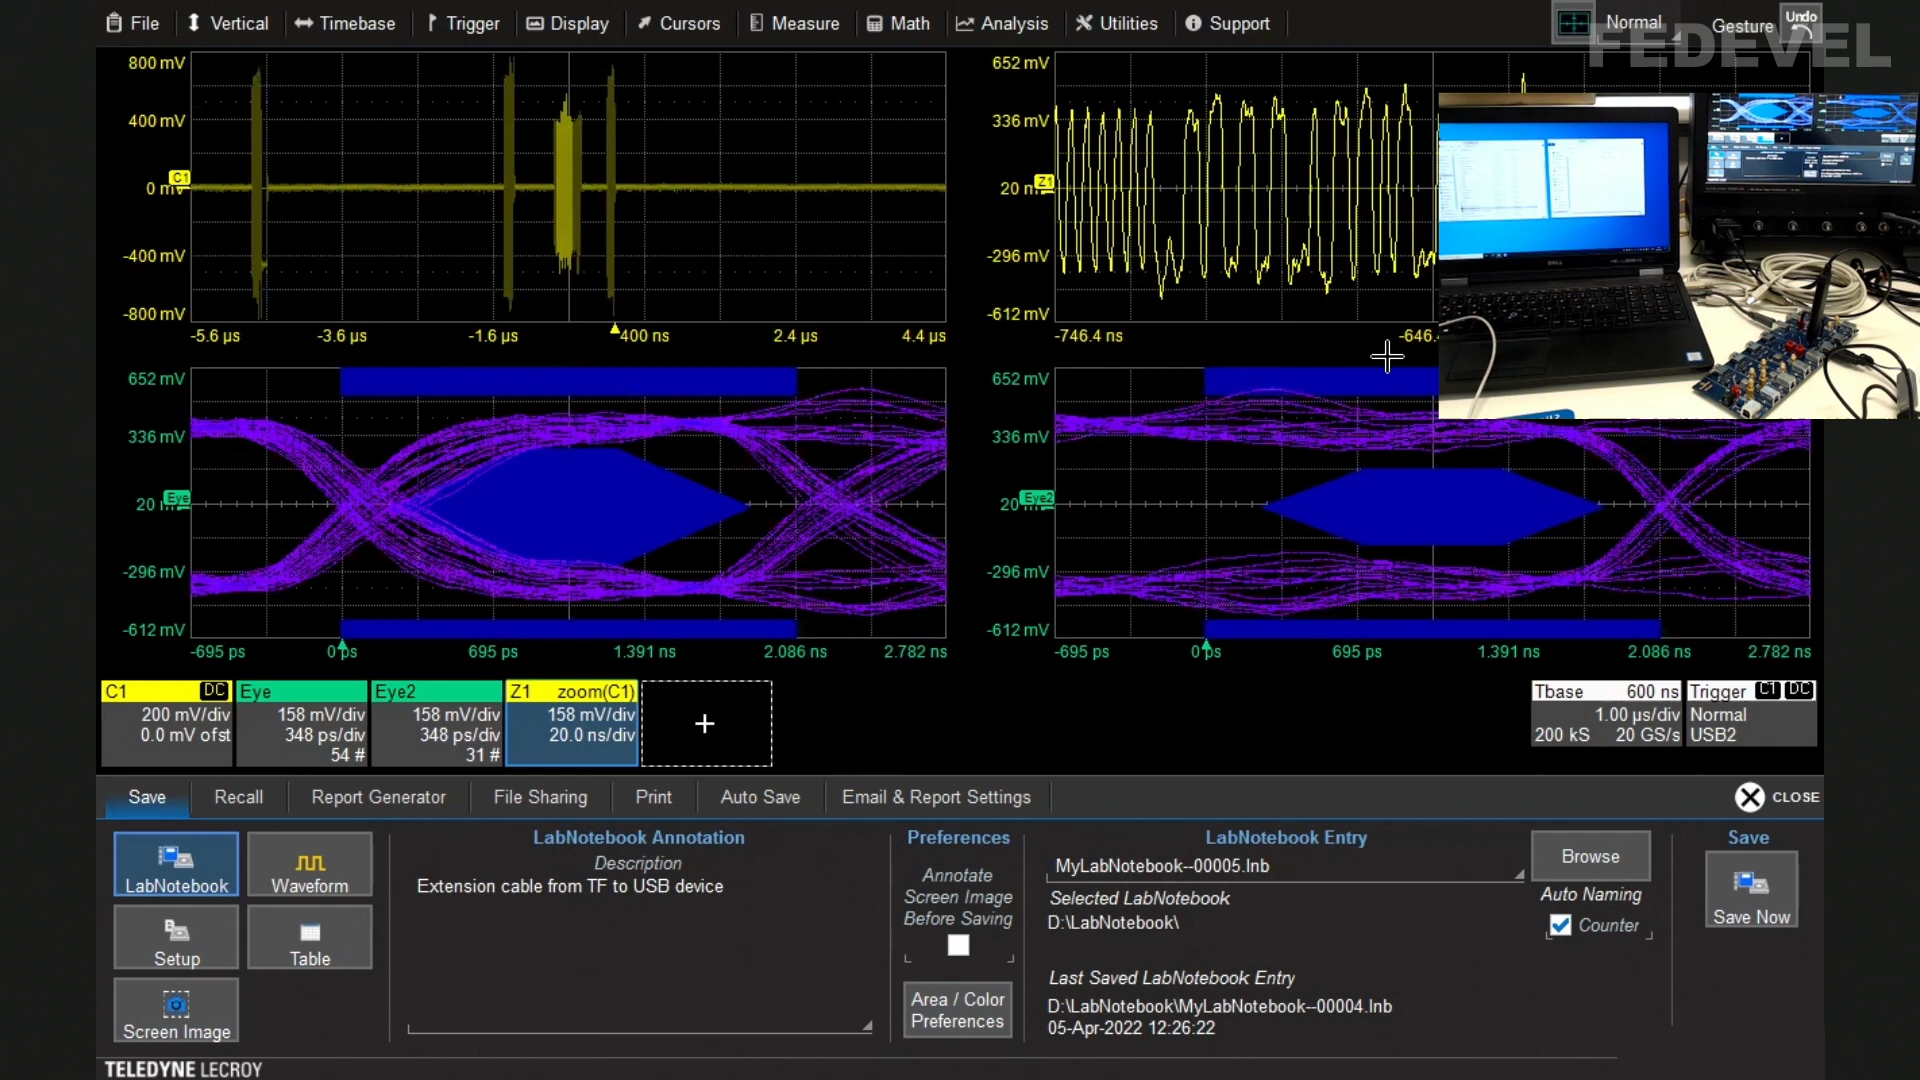 File
Vertical
Timebase
Trigger
Display
Cursors
Measure
Math
Analysis
Utilities
Support
Normal
Gesture
Undo
FEDEVEL
800 mV
400 mV
C1
-400 mV
-800 mV
-5.6 µs
-3.6 µs
-1.6 µs
400 ns
2.4 µs
4.4 µs
652 mV
336 mV
Z1
-296 mV
-612 mV
-746.4 ns
-646.
652 mV
336 mV
20
Eye
-296 mV
-612 mV
-695 ps
0 ps
695 ps
1.391 ns
2.086 ns
2.782 ns
652 mV
336 mV
20
Eye2
-296 mV
-612 mV
-695 ps
0 ps
695 ps
1.391 ns
2.086 ns
2.782 ns
C1 DC
200 mV/div
0.0 mV ofst
Eye
158 mV/div
348 ps/div
54 #
Eye2
158 mV/div
348 ps/div
31 #
Z1 zoom(C1)
158 mV/div
20.0 ns/div
+
Tbase 600 ns
1.00 µs/div
200 kS 20 GS/s
Trigger C1 DC
Normal
USB2
Save
Recall
Report Generator
File Sharing
Print
Auto Save
Email & Report Settings
CLOSE
LabNotebook
Waveform
Setup
Table
Screen Image
LabNotebook Annotation
Description
Extension cable from TF to USB device
Preferences
Annotate
Screen Image
Before Saving
Area / Color
Preferences
LabNotebook Entry
MyLabNotebook--00005.lnb
Selected LabNotebook
D:\LabNotebook\
Last Saved LabNotebook Entry
D:\LabNotebook\MyLabNotebook--00004.lnb
05-Apr-2022 12:26:22
Browse
Auto Naming
Counter
Save
Save Now
TELEDYNE LECROY